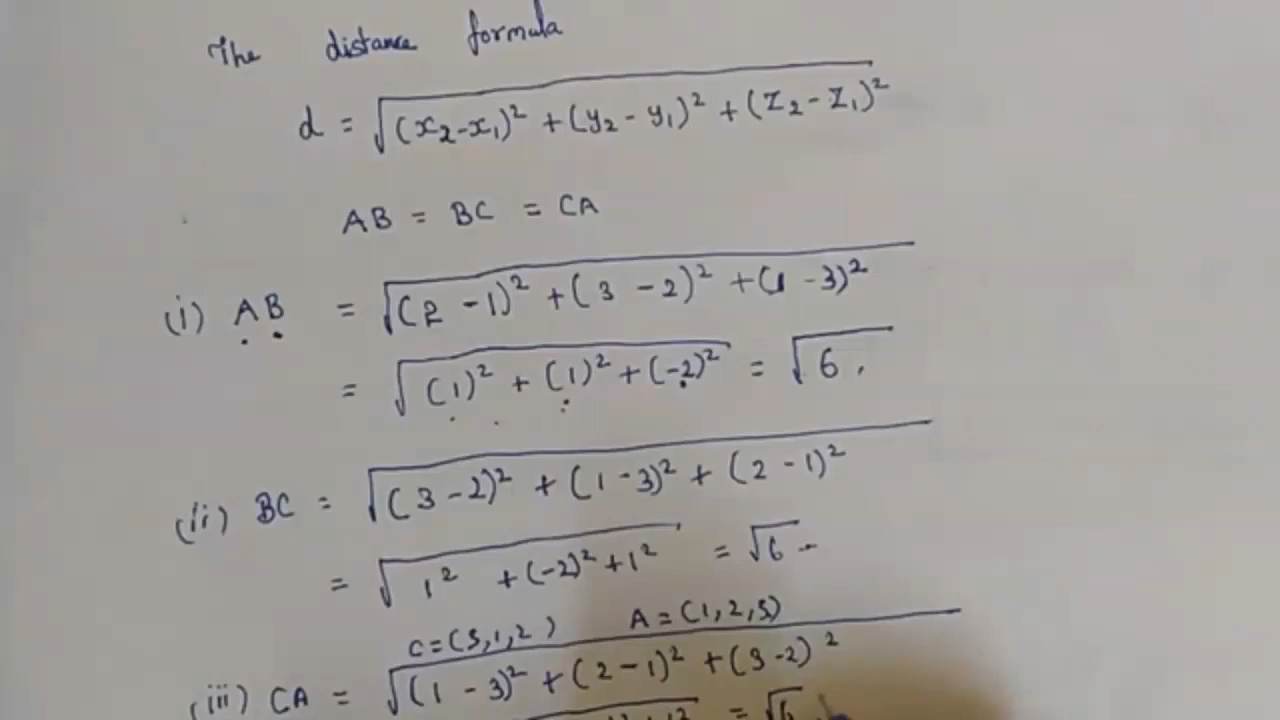 The distance formula
d = √(x₂-x₁)² + (y₂ - y₁)² + (z₂ - z₁)²
AB = BC = CA
(i) AB = √(2 - 1)² + (3 - 2)² + (1 - 3)²
= √(1)² + (1)² + (-2)² = √6.
(ii) BC = √(3 - 2)² + (1 - 3)² + (2 - 1)²
= √1² + (-2)² + 1² = √6
C = (3, 1, 2) A = (1, 2, 3)
(iii) CA = √(1 - 3)² + (2 - 1)² + (3 - 2)²
= √6